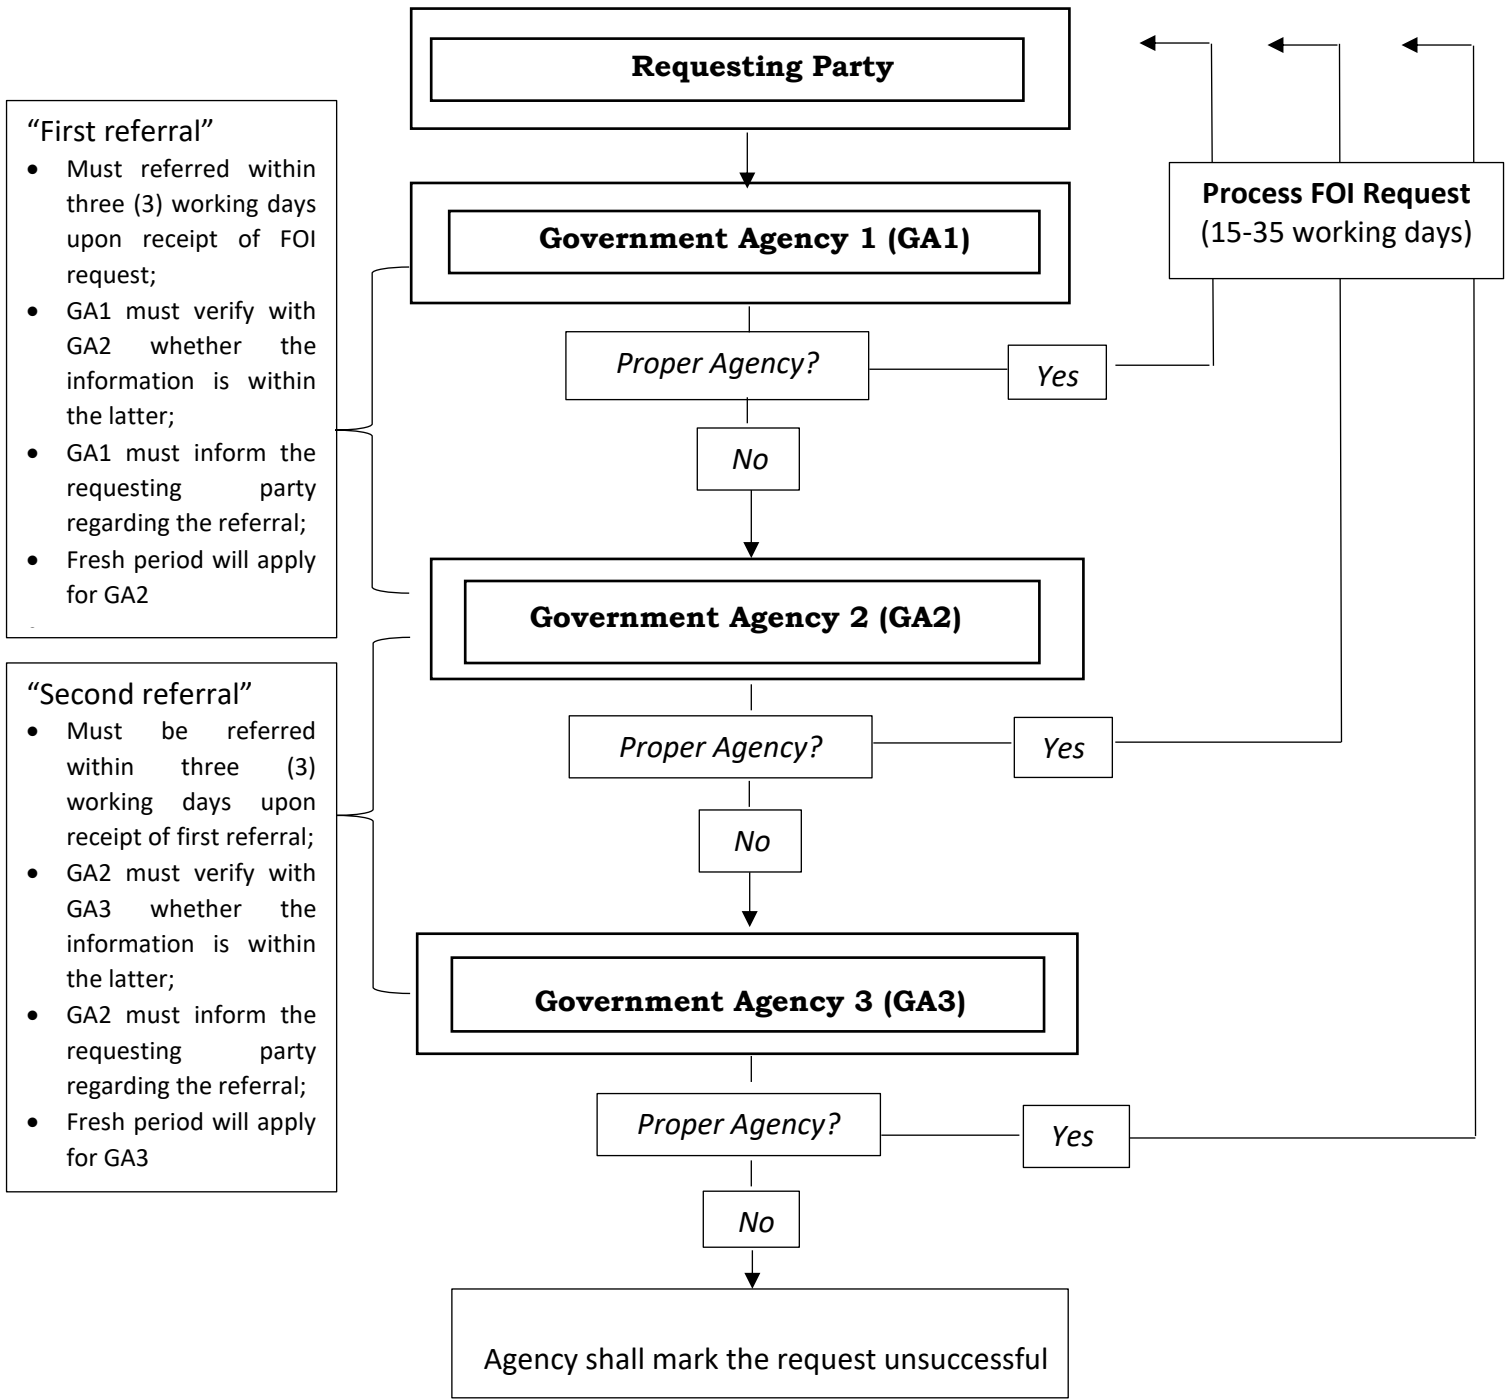 Requesting Party
“First referral”
• Must referred within
three (3) working days
upon receipt of FOI
request;
• GA1 must verify with
GA2 whether the
information is within
the latter;
• GA1 must inform the
requesting party
regarding the referral;
• Fresh period will apply
for GA2
Government Agency 1 (GA1)
Process FOI Request
(15-35 working days)
Proper Agency?
Yes
No
Government Agency 2 (GA2)
“Second referral”
• Must be referred
within three (3)
working days upon
receipt of first referral;
• GA2 must verify with
GA3 whether the
information is within
the latter;
• GA2 must inform the
requesting party
regarding the referral;
• Fresh period will apply
for GA3
Proper Agency?
Yes
No
Government Agency 3 (GA3)
Proper Agency?
Yes
No
Agency shall mark the request unsuccessful